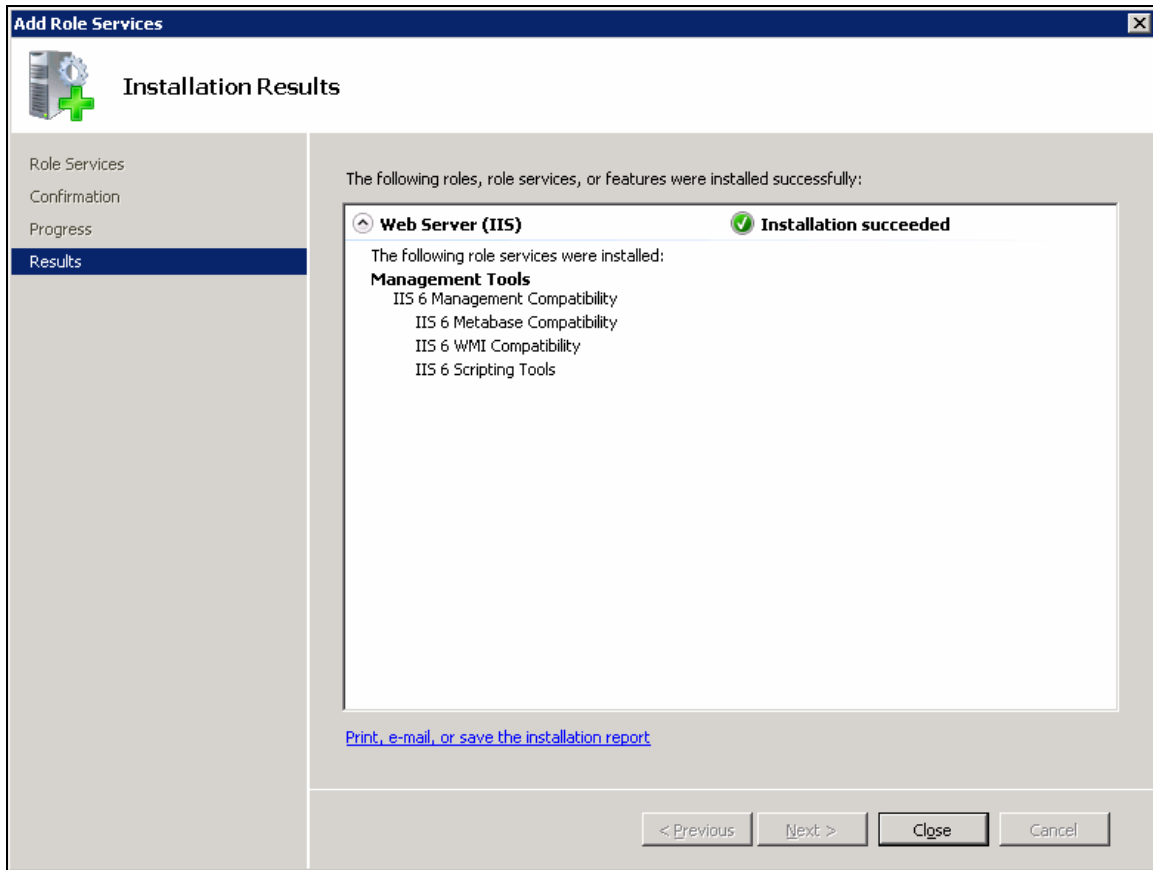 Add Role Services
Installation Results
Role Services
Confirmation
Progress
Results
The following roles, role services, or features were installed successfully:
Web Server (IIS) Installation succeeded
The following role services were installed:
Management Tools
IIS 6 Management Compatibility
IIS 6 Metabase Compatibility
IIS 6 WMI Compatibility
IIS 6 Scripting Tools
Print, e-mail, or save the installation report
< Previous Next > Close Cancel